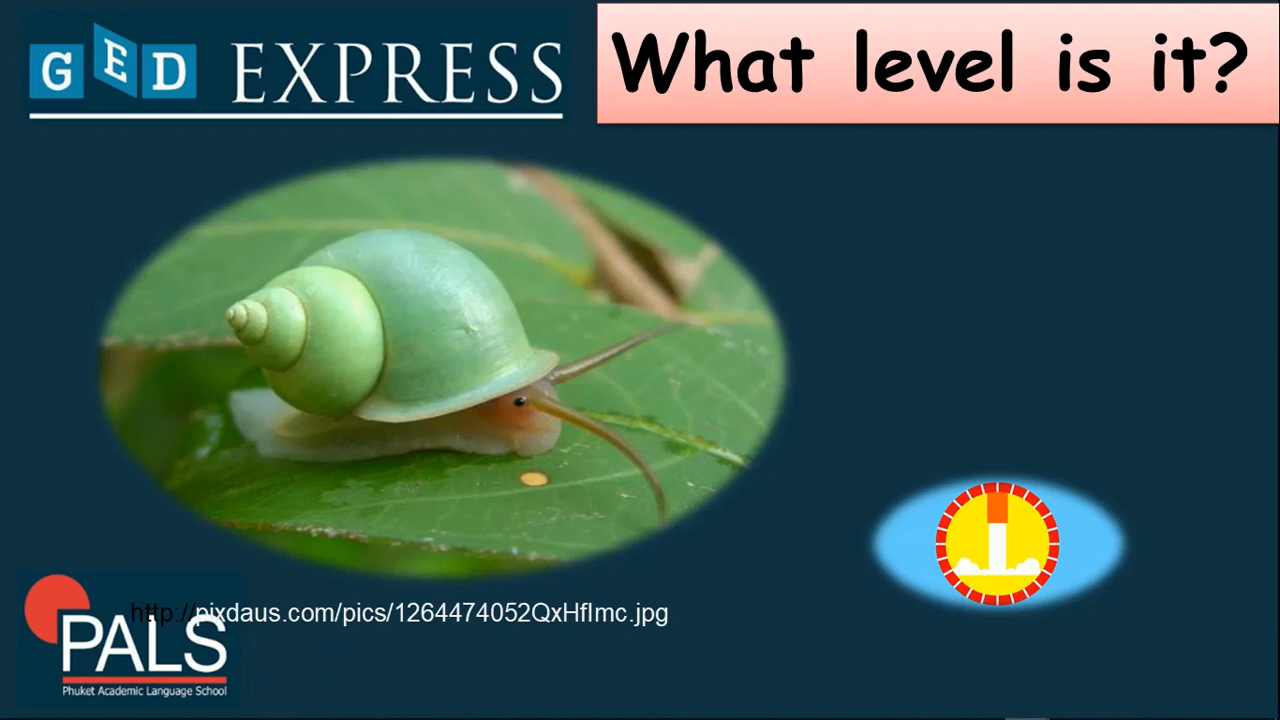 GED EXPRESS
What level is it?
http://pixdaus.com/pics/1264474052QxHfImc.jpg
PALS
Phuket Academic Language School